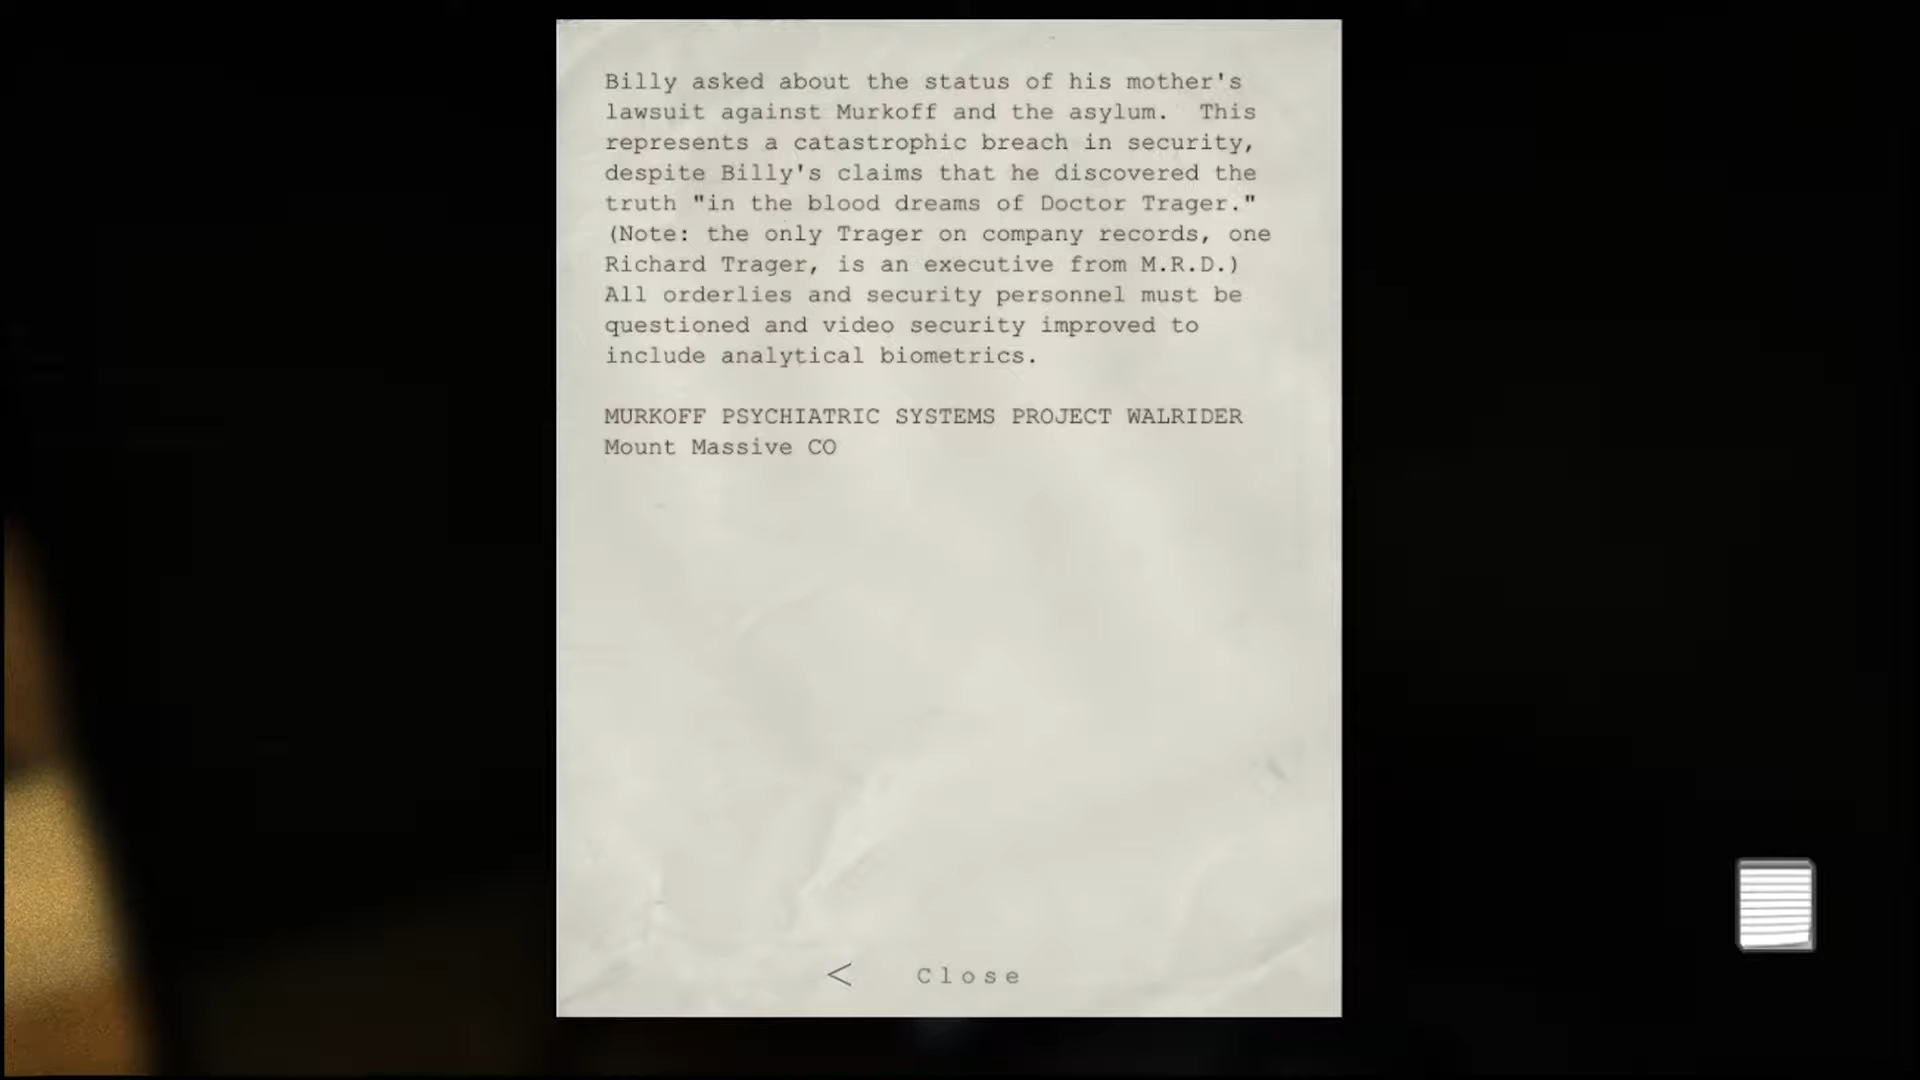 Billy asked about the status of his mother's
lawsuit against Murkoff and the asylum.  This
represents a catastrophic breach in security,
despite Billy's claims that he discovered the
truth "in the blood dreams of Doctor Trager."
(Note: the only Trager on company records, one
Richard Trager, is an executive from M.R.D.)
All orderlies and security personnel must be
questioned and video security improved to
include analytical biometrics.
MURKOFF PSYCHIATRIC SYSTEMS PROJECT WALRIDER
Mount Massive CO
< Close